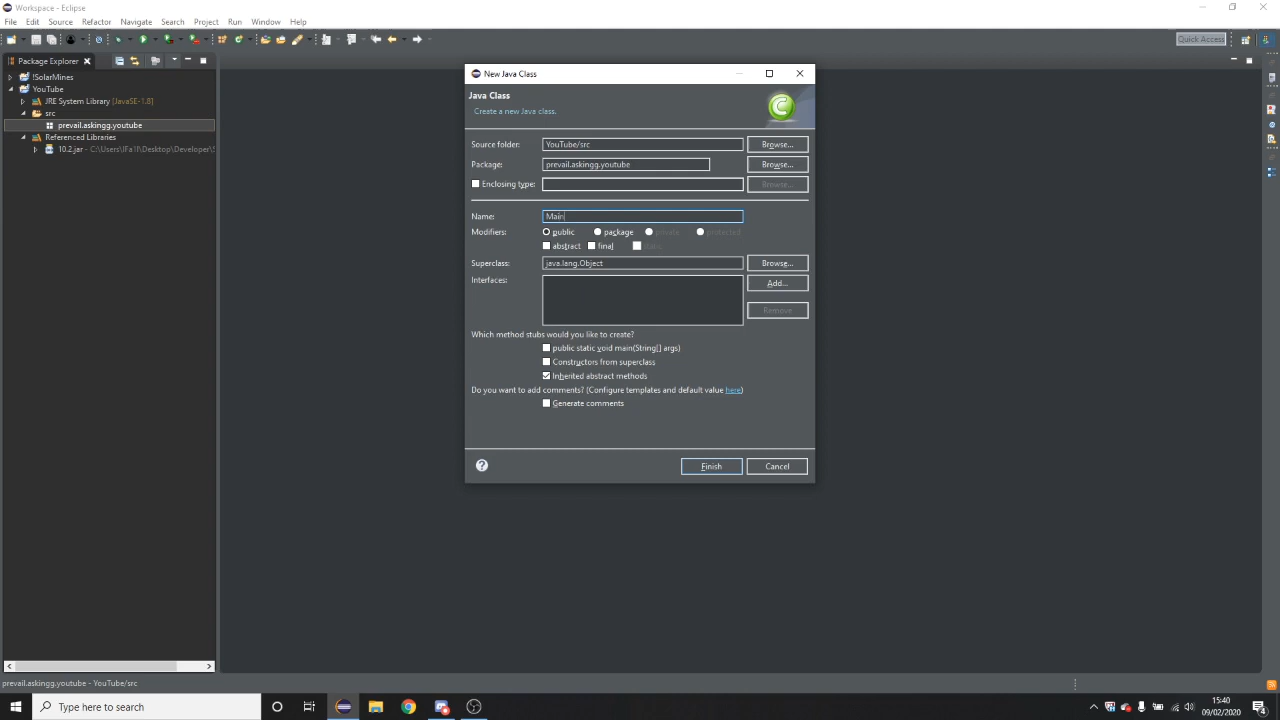 Workspace - Eclipse
File Edit Source Refactor Navigate Search Project Run Window Help
Quick Access
Package Explorer
!SolarMines
YouTube
JRE System Library [JavaSE-1.8]
src
prevail.askingg.youtube
Referenced Libraries
10.2.jar - C:\Users\IFa1I\Desktop\Developer\S
New Java Class
Java Class
Create a new Java class.
Source folder: YouTube/src Browse...
Package: prevail.askingg.youtube Browse...
Enclosing type: Browse...
Name: Main
Modifiers: public package private protected
abstract final static
Superclass: java.lang.Object Browse...
Interfaces: Add...
Remove
Which method stubs would you like to create?
public static void main(String[] args)
Constructors from superclass
Inherited abstract methods
Do you want to add comments? (Configure templates and default value here)
Generate comments
Finish Cancel
prevail.askingg.youtube - YouTube/src
Type here to search
15:40
09/02/2020
4